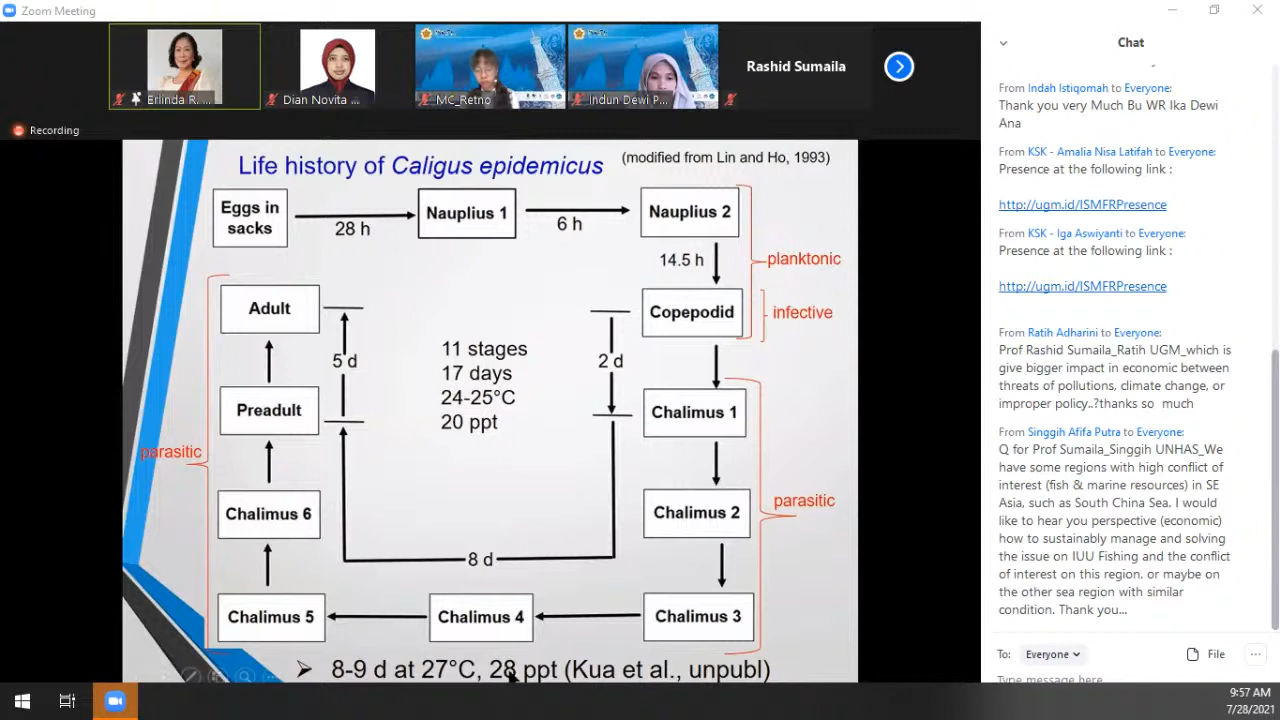 Zoom Meeting
Erlinda R. ...
Dian Novita ...
MC_Retno
Indun Dewi P...
Rashid Sumaila
Recording
Life history of Caligus epidemicus
(modified from Lin and Ho, 1993)
Eggs in
sacks
28 h
Nauplius 1
6 h
Nauplius 2
14.5 h
planktonic
Adult
Copepodid
infective
5 d
11 stages
17 days
24-25°C
20 ppt
2 d
Preadult
Chalimus 1
parasitic
Chalimus 6
Chalimus 2
parasitic
8 d
Chalimus 5
Chalimus 4
Chalimus 3
➢ 8-9 d at 27°C, 28 ppt (Kua et al., unpubl)
Chat
From Indah Istiqomah to Everyone:
Thank you very Much Bu WR Ika Dewi
Ana
From KSK - Amalia Nisa Latifah to Everyone:
Presence at the following link :
http://ugm.id/ISMFRPresence
From KSK - Iga Aswiyanti to Everyone:
Presence at the following link :
http://ugm.id/ISMFRPresence
From Ratih Adharini to Everyone:
Prof Rashid Sumaila_Ratih UGM_which is
give bigger impact in economic between
threats of pollutions, climate change, or
improper policy..?thanks so much
From Singgih Afifa Putra to Everyone:
Q for Prof Sumaila_Singgih UNHAS_We
have some regions with high conflict of
interest (fish & marine resources) in SE
Asia, such as South China Sea. I would
like to hear you perspective (economic)
how to sustainably manage and solving
the issue on IUU Fishing and the conflict
of interest on this region. or maybe on
the other sea region with similar
condition. Thank you...
To: Everyone
File
...
Type message here
9:57 AM
7/28/2021